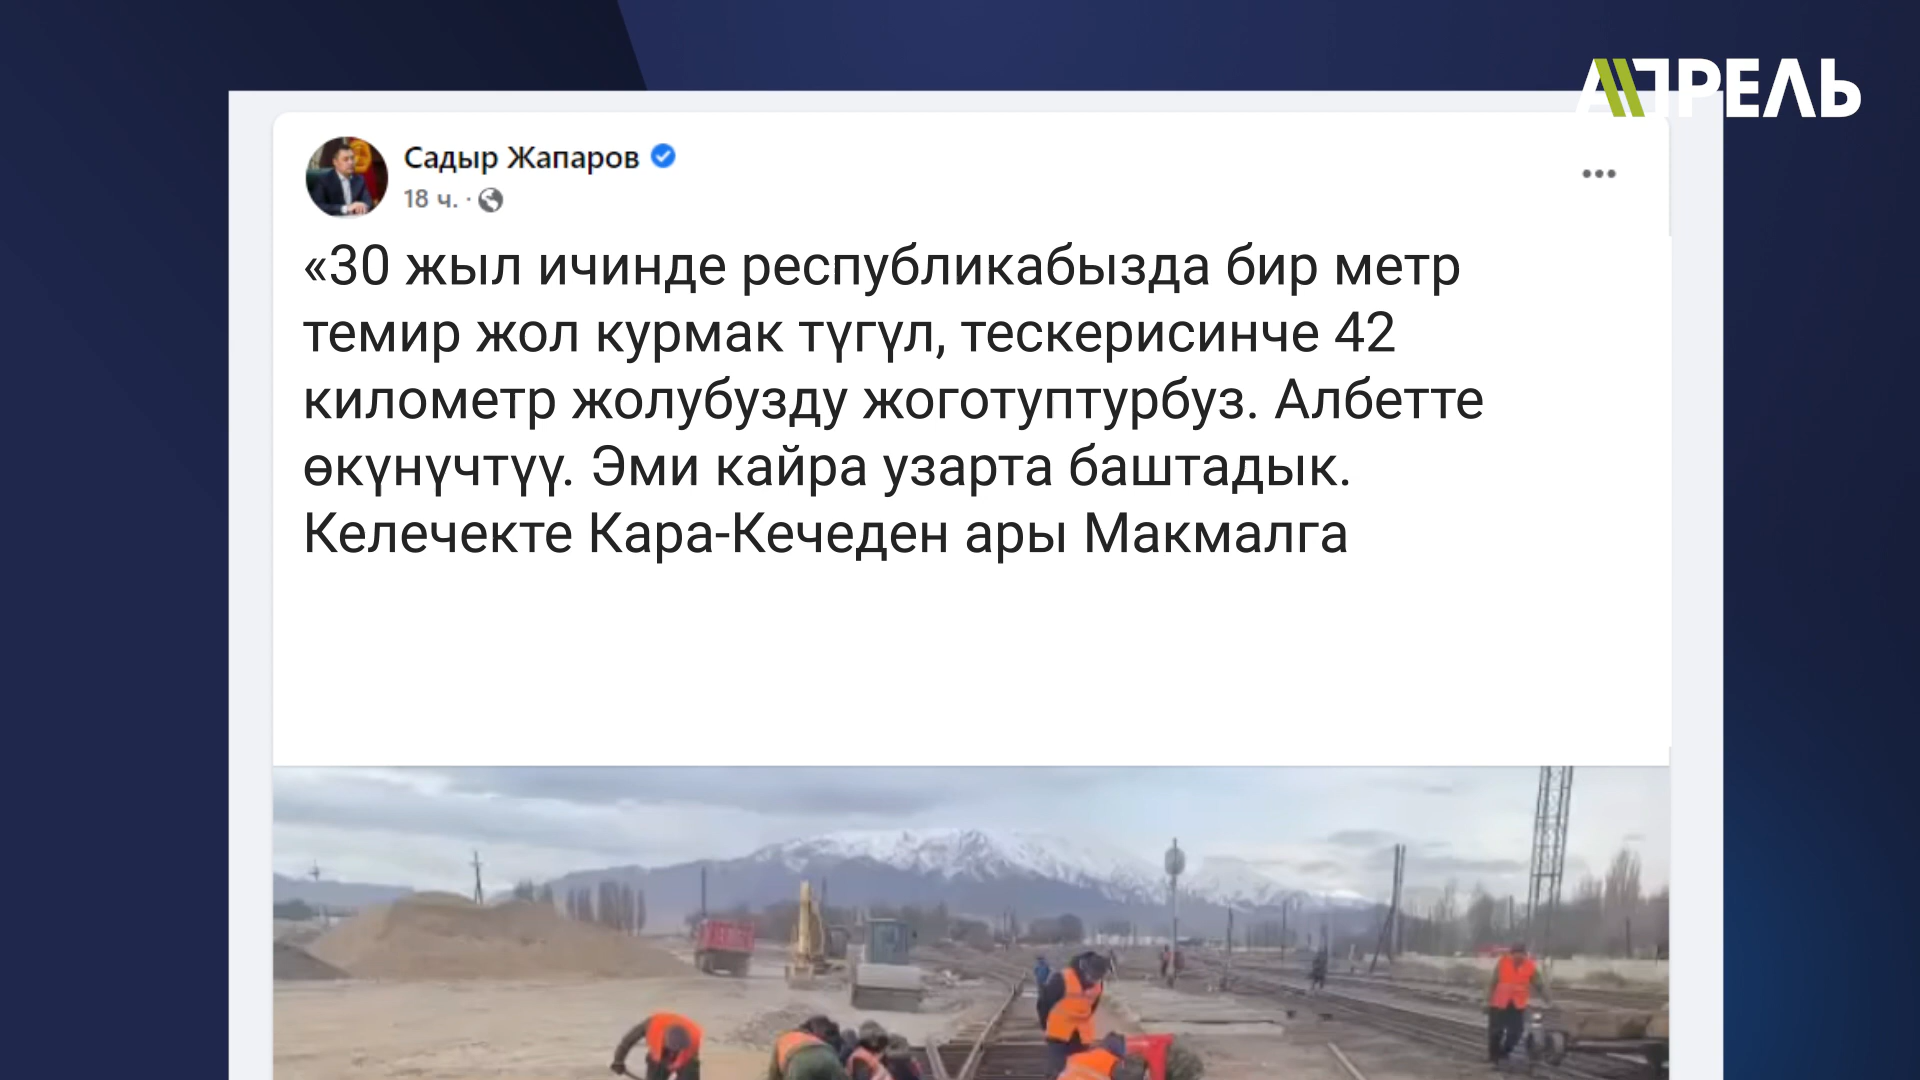 АПРЕЛЬ
Садыр Жапаров
18 ч. ·
«30 жыл ичинде республикабызда бир метр
темир жол курмак түгүл, тескерисинче 42
километр жолубузду жоготуптурбуз. Албетте
өкүнүчтүү. Эми кайра узарта баштадык.
Келечекте Кара-Кечеден ары Макмалга